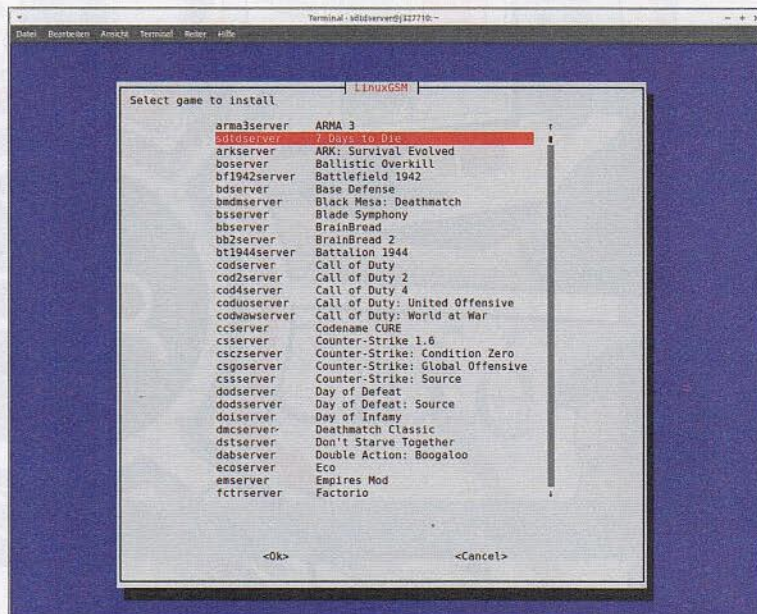 Terminal - sdtdserver@j327710: ~
Datei Bearbeiten Ansicht Terminal Reiter Hilfe
LinuxGSM
Select game to install
arma3server ARMA 3
sdtdserver 7 Days to Die
arkserver ARK: Survival Evolved
boserver Ballistic Overkill
bf1942server Battlefield 1942
bdserver Base Defense
bmdmserver Black Mesa: Deathmatch
bsserver Blade Symphony
bbserver BrainBread
bb2server BrainBread 2
bt1944server Battalion 1944
codserver Call of Duty
cod2server Call of Duty 2
cod4server Call of Duty 4
coduoserver Call of Duty: United Offensive
codwawserver Call of Duty: World at War
ccserver Codename CURE
csserver Counter-Strike 1.6
csczserver Counter-Strike: Condition Zero
csgoserver Counter-Strike: Global Offensive
cssserver Counter-Strike: Source
dodserver Day of Defeat
dodsserver Day of Defeat: Source
doiserver Day of Infamy
dmcserver Deathmatch Classic
dstserver Don't Starve Together
dabserver Double Action: Boogaloo
ecoserver Eco
emserver Empires Mod
fctrserver Factorio
<Ok> <Cancel>